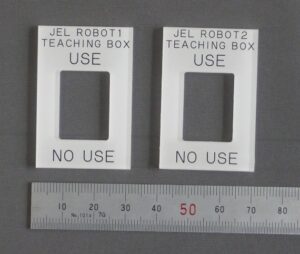 JEL ROBOT1
TEACHING BOX
USE
NO USE
JEL ROBOT2
TEACHING BOX
USE
NO USE
10 20 30 40 50 60 70 80